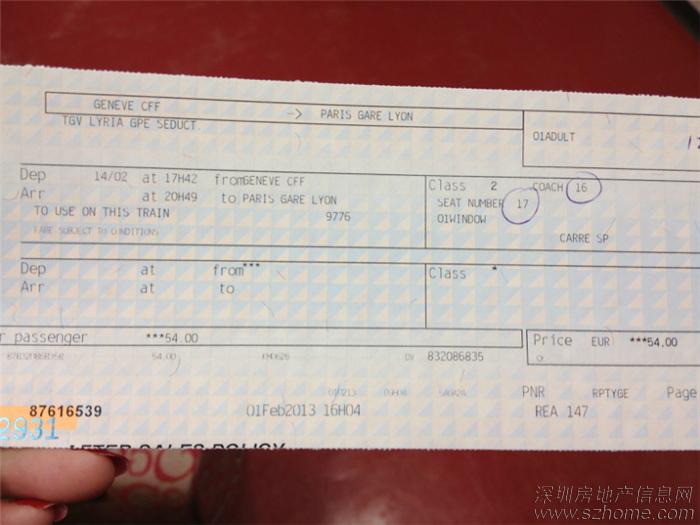 GENEVE CFF -> PARIS GARE LYON
TGV LYRIA GPE SEDUCT.
01ADULT
Dep 14/02 at 17H42 from GENEVE CFF
Arr at 20H49 to PARIS GARE LYON
TO USE ON THIS TRAIN 9776
FARE SUBJECT TO CONDITIONS
Class 2 COACH 16
SEAT NUMBER 17
01WINDOW
CARRE SP
Dep at from***
Arr at to
Class *
r passenger ***54.00
Price EUR ***54.00
54.00 DV 832086835
PNR RPTYGE Page
87616539 01Feb2013 16H04 REA 147
2931
AFTER SALES POLICY
深圳房地产信息网
www.szhome.com